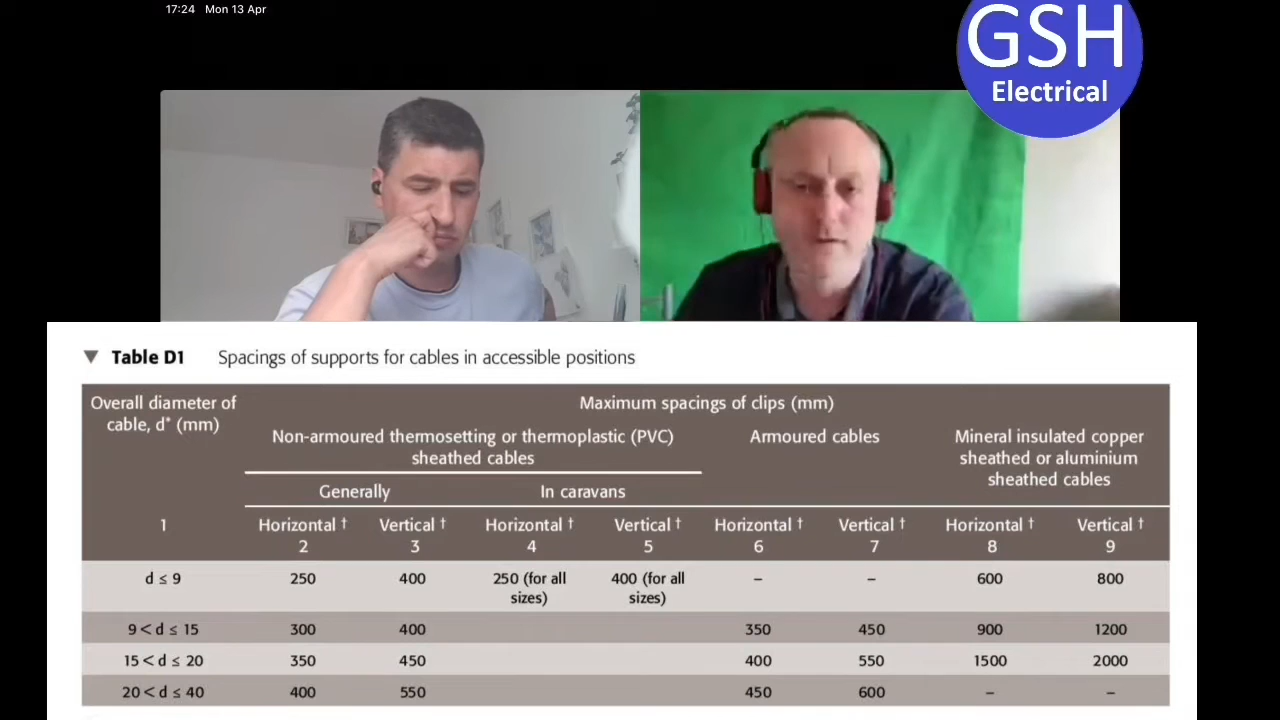 17:24 Mon 13 Apr
GSH
Electrical
▼ Table D1 Spacings of supports for cables in accessible positions
Overall diameter of cable, d* (mm)
Maximum spacings of clips (mm)
Non-armoured thermosetting or thermoplastic (PVC)
sheathed cables
Armoured cables
Mineral insulated copper
sheathed or aluminium
sheathed cables
Generally In caravans
Horizontal † Vertical † Horizontal † Vertical † Horizontal † Vertical † Horizontal † Vertical †
1 2 3 4 5 6 7 8 9
d ≤ 9 250 400 250 (for all sizes) 400 (for all sizes) – – 600 800
9 < d ≤ 15 300 400 350 450 900 1200
15 < d ≤ 20 350 450 400 550 1500 2000
20 < d ≤ 40 400 550 450 600 – –